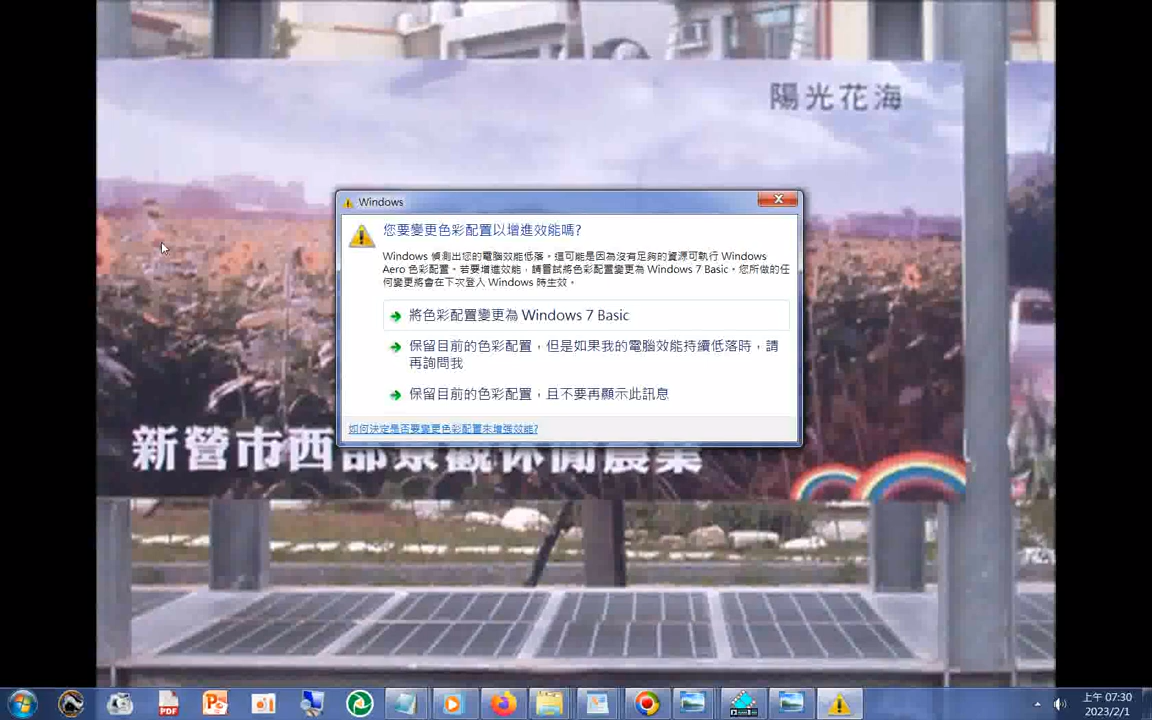 陽光花海
Windows
您要變更色彩配置以增進效能嗎?
Windows 偵測出您的電腦效能低落。這可能是因為沒有足夠的資源可執行 Windows
Aero 色彩配置。若要增進效能，請嘗試將色彩配置變更為 Windows 7 Basic。您所做的任
何變更將會在下次登入 Windows 時生效。
將色彩配置變更為 Windows 7 Basic
保留目前的色彩配置，但是如果我的電腦效能持續低落時，請
再詢問我
保留目前的色彩配置，且不要再顯示此訊息
如何決定是否要變更色彩配置來增強效能?
新營市西部景觀休閒農業
PDF
上午 07:30
2023/2/1